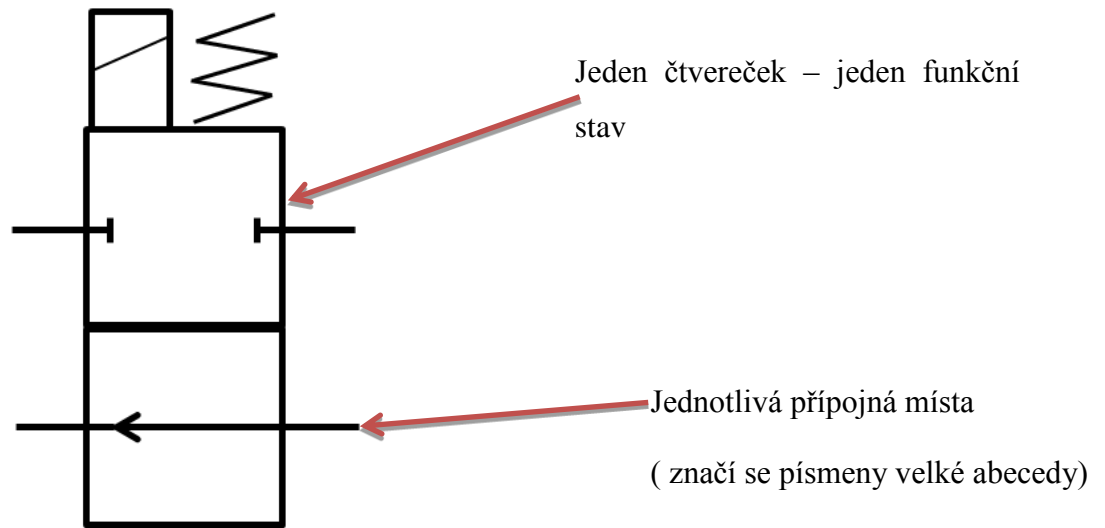 Jeden čtvereček – jeden funkční
stav
Jednotlivá přípojná místa
( značí se písmeny velké abecedy)